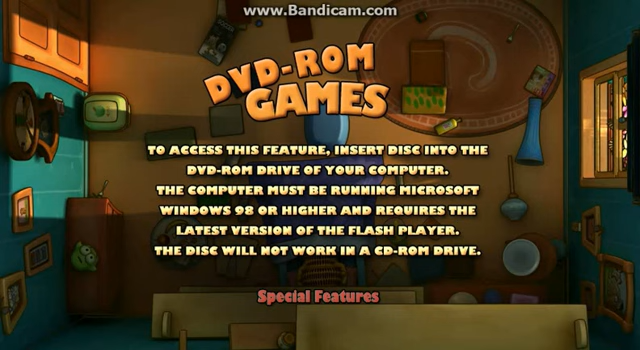 www.Bandicam.com
DVD-ROM
GAMES
TO ACCESS THIS FEATURE, INSERT DISC INTO THE
DVD-ROM DRIVE OF YOUR COMPUTER.
THE COMPUTER MUST BE RUNNING MICROSOFT
WINDOWS 98 OR HIGHER AND REQUIRES THE
LATEST VERSION OF THE FLASH PLAYER.
THE DISC WILL NOT WORK IN A CD-ROM DRIVE.
Special Features